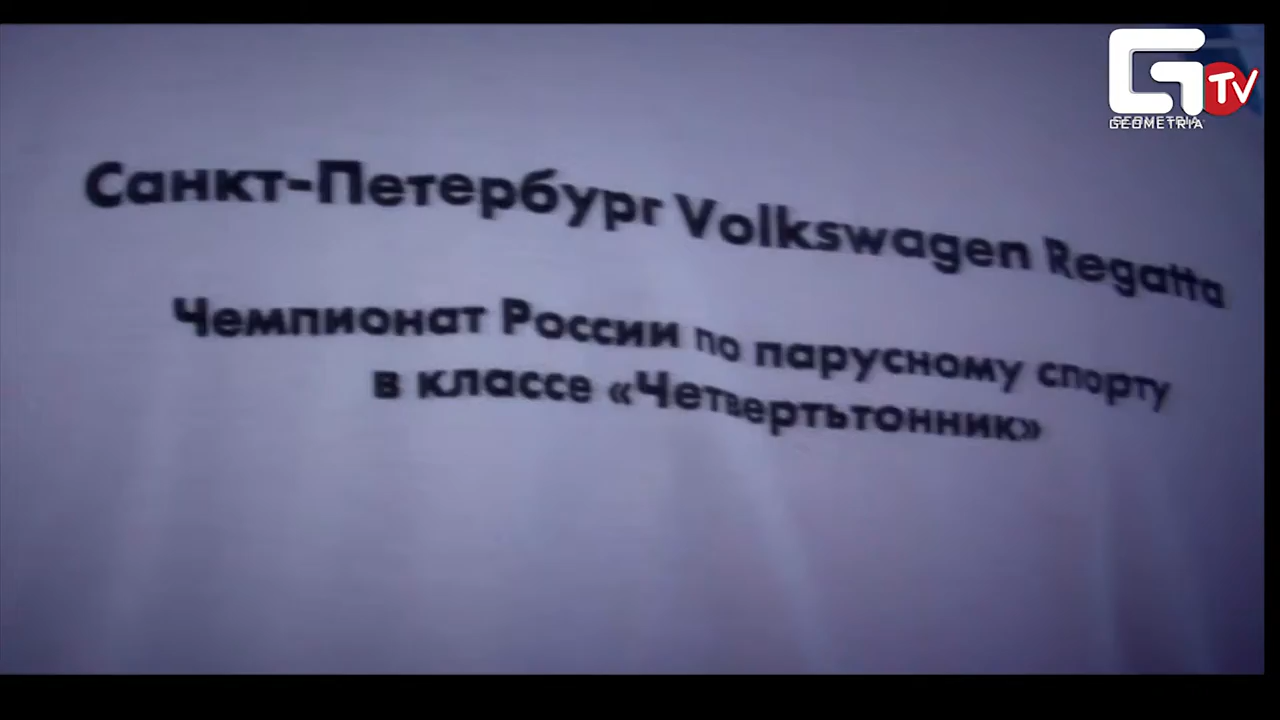 Санкт-Петербург Volkswagen Regatta
Чемпионат России по парусному спорту
в классе «Четвертьтонник»
TV
GEOMETRIA